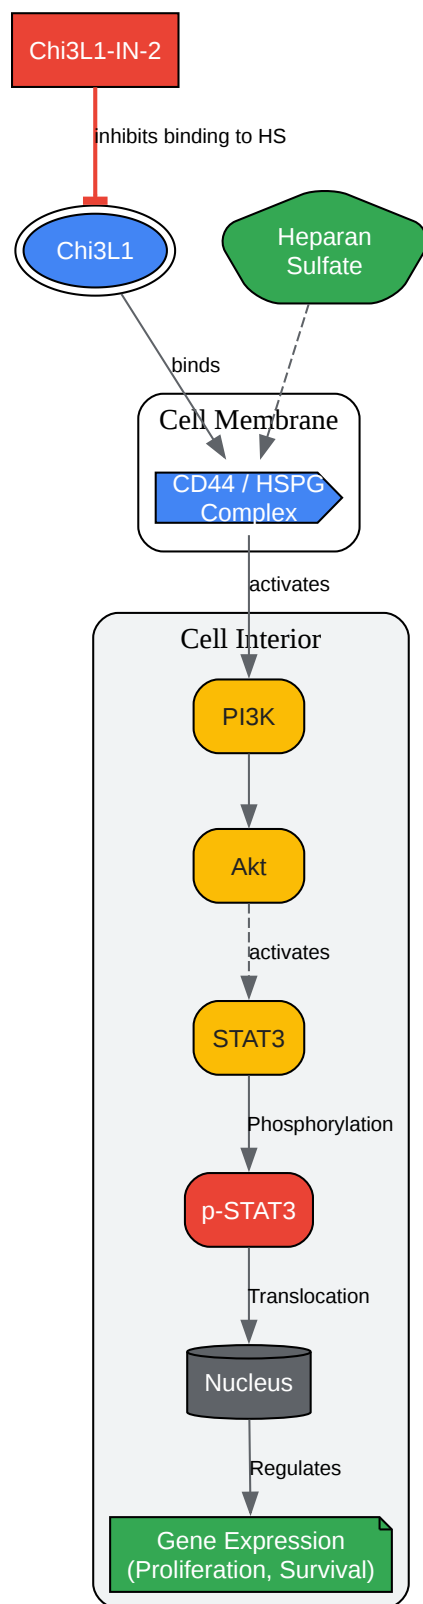 Chi3L1-IN-2
inhibits binding to HS
Chi3L1
Heparan
Sulfate
binds
Cell Membrane
CD44 / HSPG
Complex
activates
Cell Interior
PI3K
Akt
activates
STAT3
Phosphorylation
p-STAT3
Translocation
Nucleus
Regulates
Gene Expression
(Proliferation, Survival)